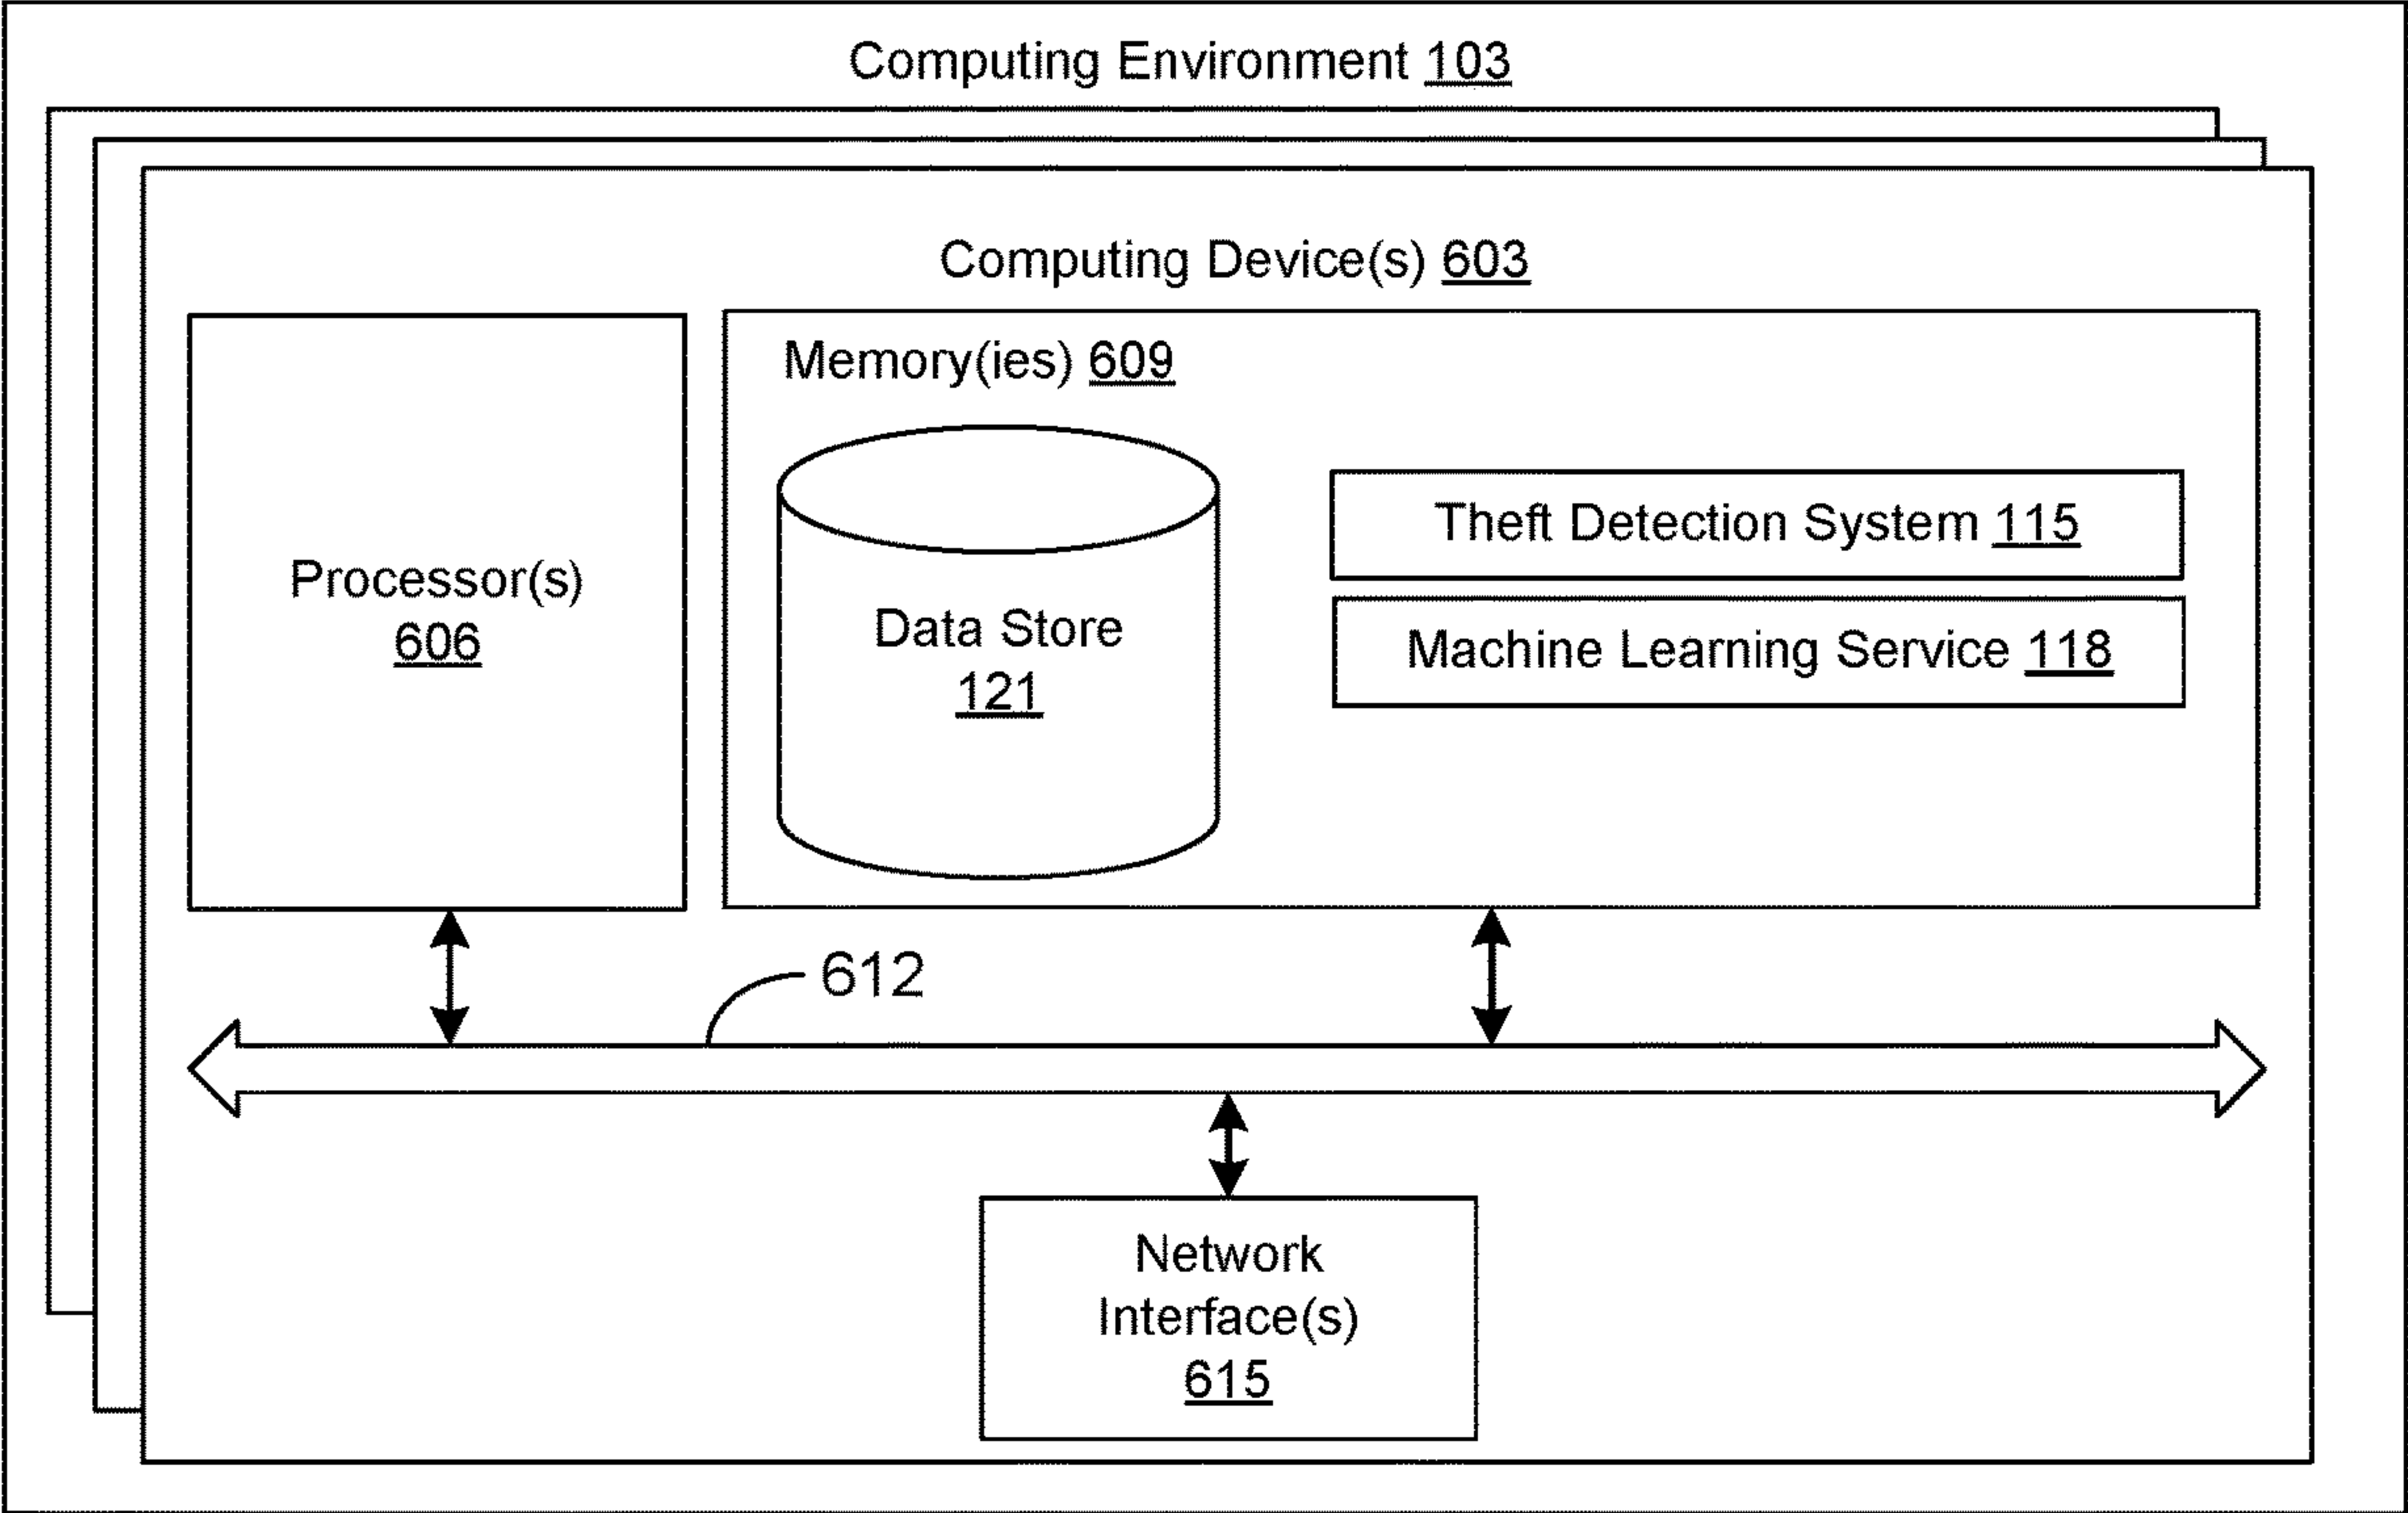 Computing Environment 103
Computing Device(s) 603
Memory(ies) 609
Theft Detection System 115
Processor(s)
606
Data Store
121
Machine Learning Service 118
612
Network
Interface(s)
615